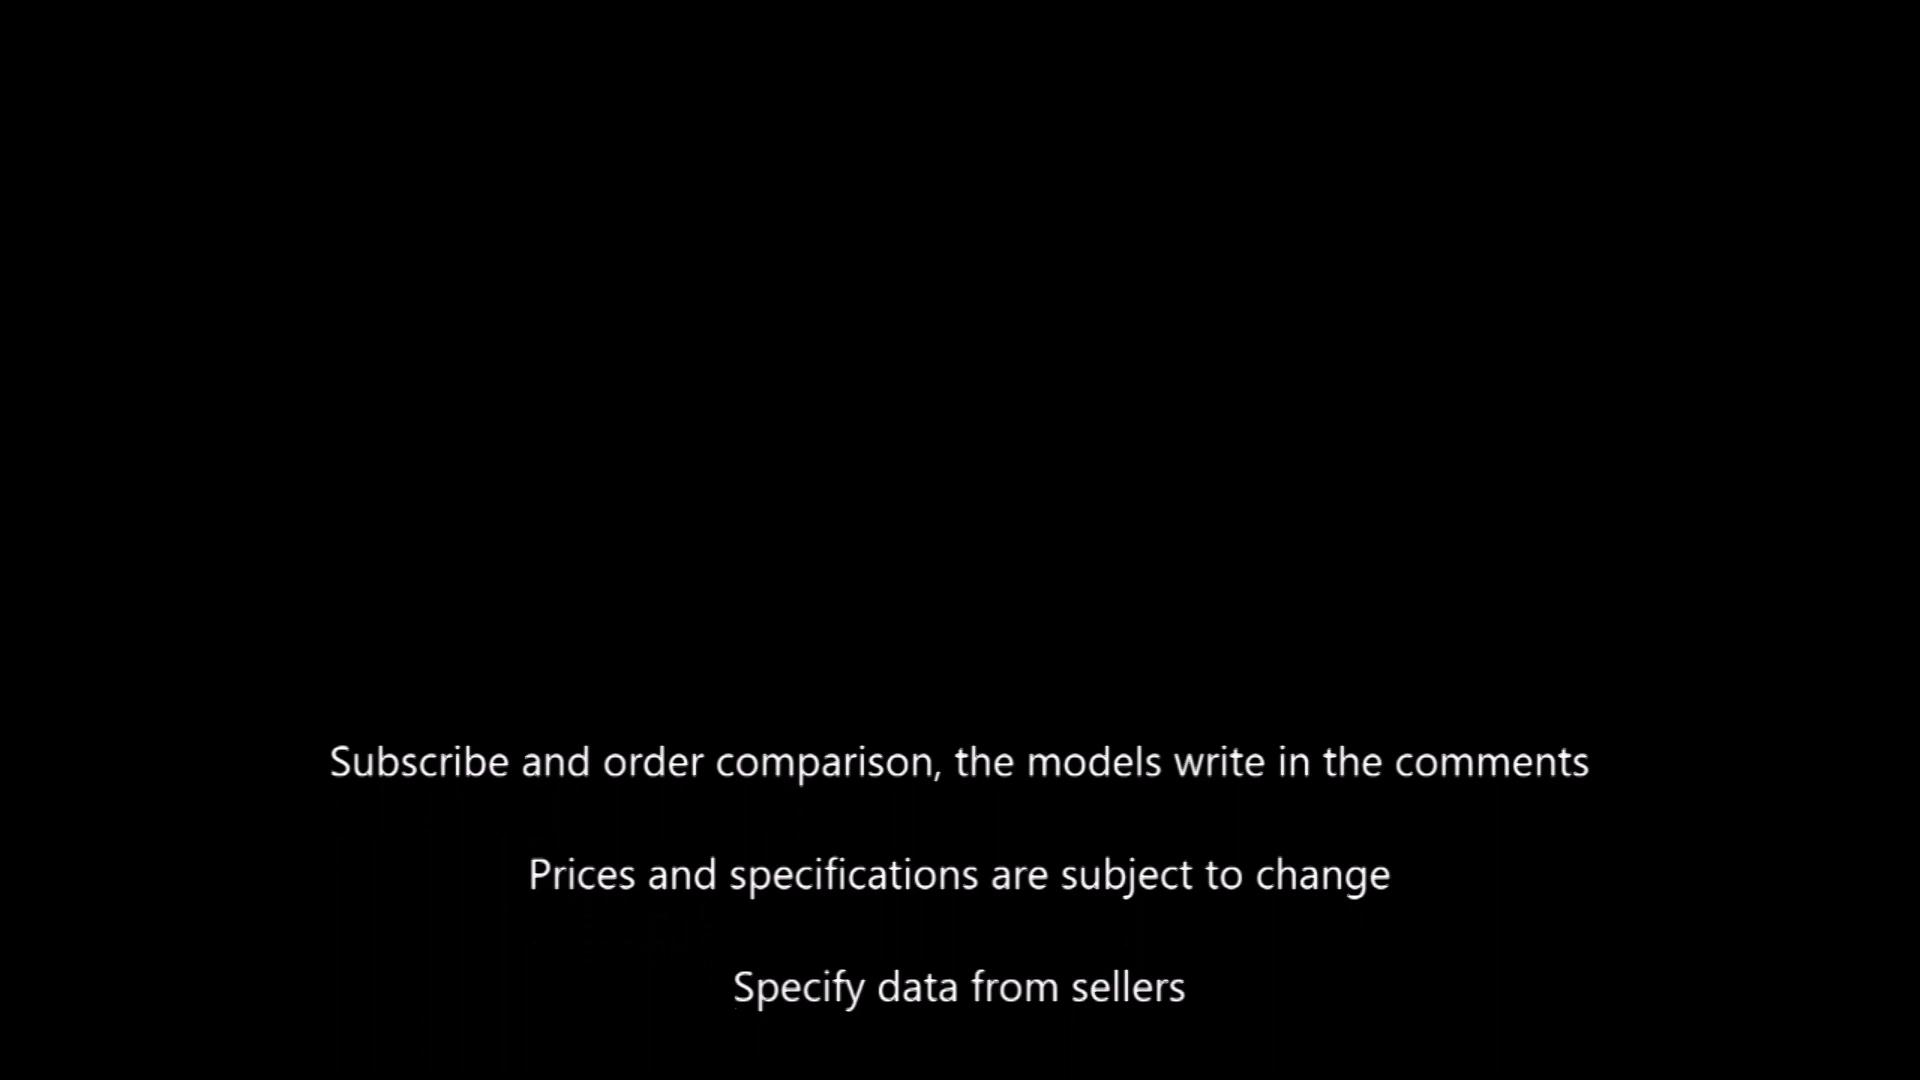 Subscribe and order comparison, the models write in the comments
Prices and specifications are subject to change
Specify data from sellers